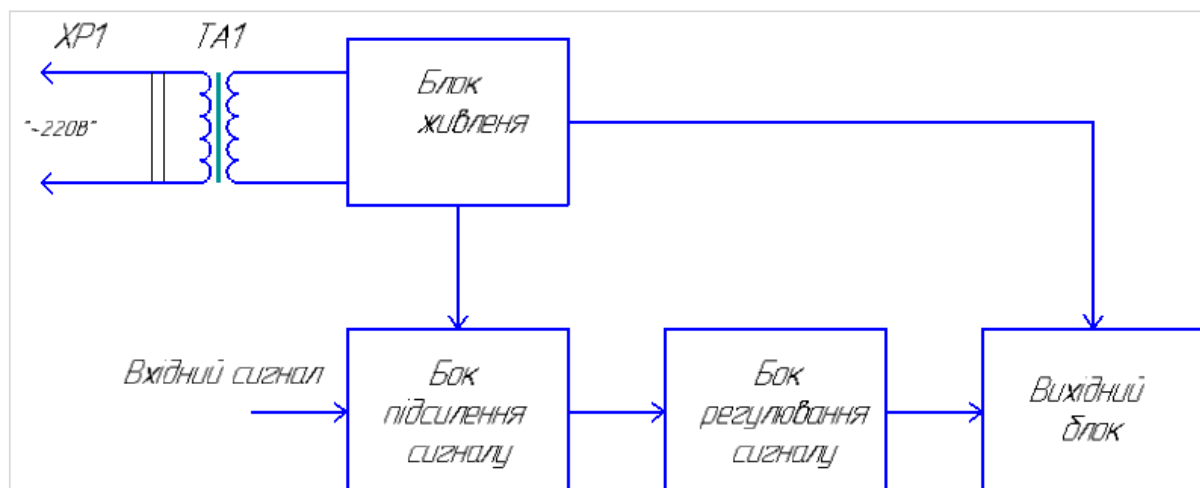 XP1
TA1
"~220В"
Блок
живленя
Вхідний сигнал
Бок
підсилення
сигналу
Бок
регулювання
сигналу
Вихідний
блок